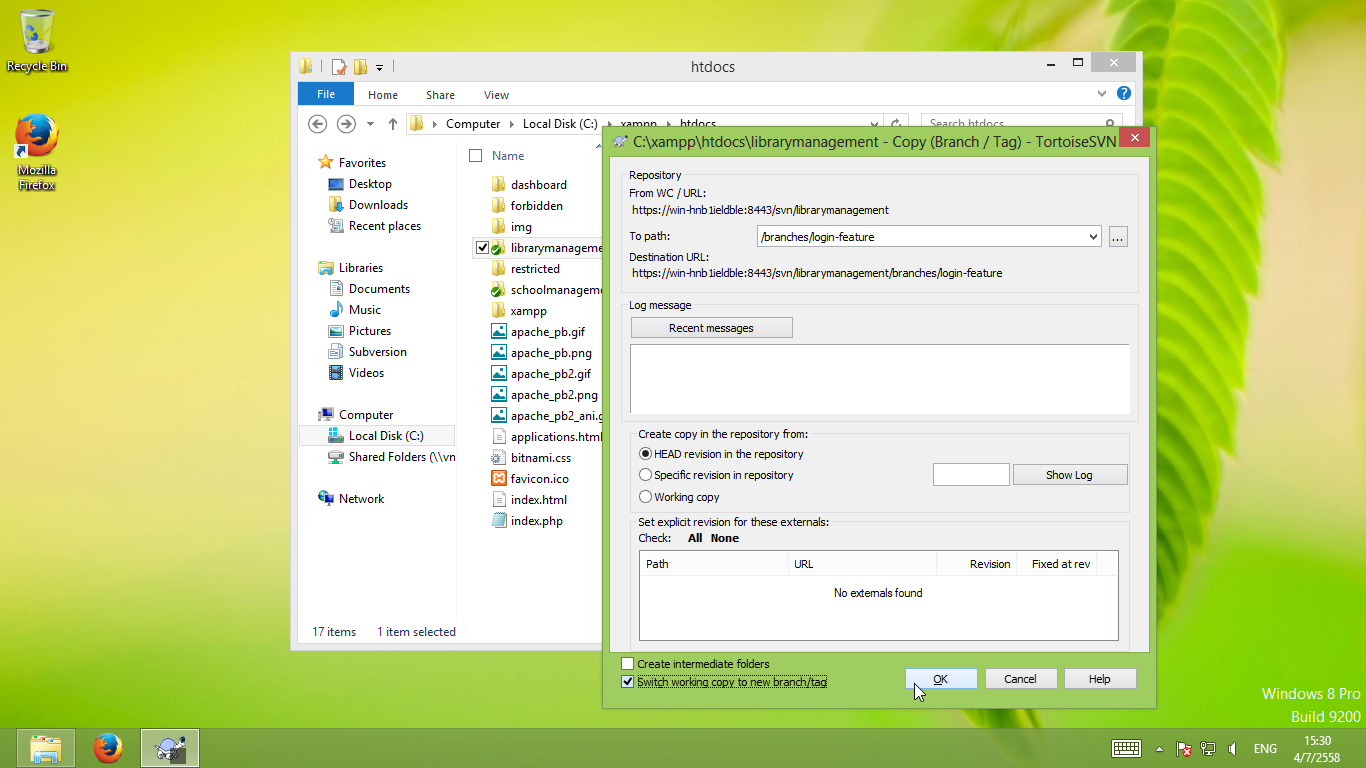 Recycle Bin
Mozilla
Firefox
htdocs
File
Home
Share
View
Computer
Local Disk (C:)
xampp
htdocs
Search htdocs
Favorites
Desktop
Downloads
Recent places
Libraries
Documents
Music
Pictures
Subversion
Videos
Computer
Local Disk (C:)
Shared Folders (\\vn
Network
Name
dashboard
forbidden
img
librarymanageme
restricted
schoolmanageme
xampp
apache_pb.gif
apache_pb.png
apache_pb2.gif
apache_pb2.png
apache_pb2_ani.g
applications.html
bitnami.css
favicon.ico
index.html
index.php
17 items
1 item selected
C:\xampp\htdocs\librarymanagement - Copy (Branch / Tag) - TortoiseSVN
Repository
From WC / URL:
https://win-hnb1ieldble:8443/svn/librarymanagement
To path:
/branches/login-feature
...
Destination URL:
https://win-hnb1ieldble:8443/svn/librarymanagement/branches/login-feature
Log message
Recent messages
Create copy in the repository from:
HEAD revision in the repository
Specific revision in repository
Show Log
Working copy
Set explicit revision for these externals:
Check: All None
Path URL Revision Fixed at rev
No externals found
Create intermediate folders
Switch working copy to new branch/tag
OK
Cancel
Help
Windows 8 Pro
Build 9200
ENG
15:30
4/7/2558